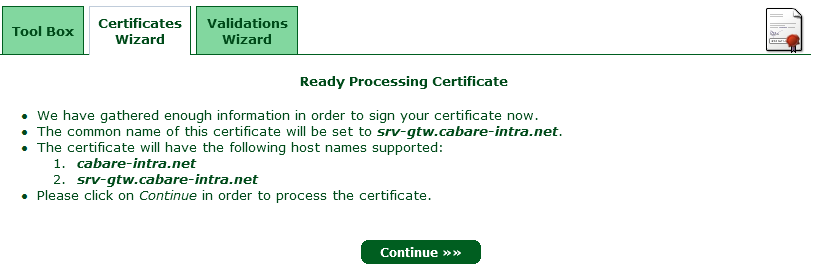 Tool Box
Certificates
Wizard
Validations
Wizard
Ready Processing Certificate
• We have gathered enough information in order to sign your certificate now.
• The common name of this certificate will be set to srv-gtw.cabare-intra.net.
• The certificate will have the following host names supported:
1. cabare-intra.net
2. srv-gtw.cabare-intra.net
• Please click on Continue in order to process the certificate.
Continue »»